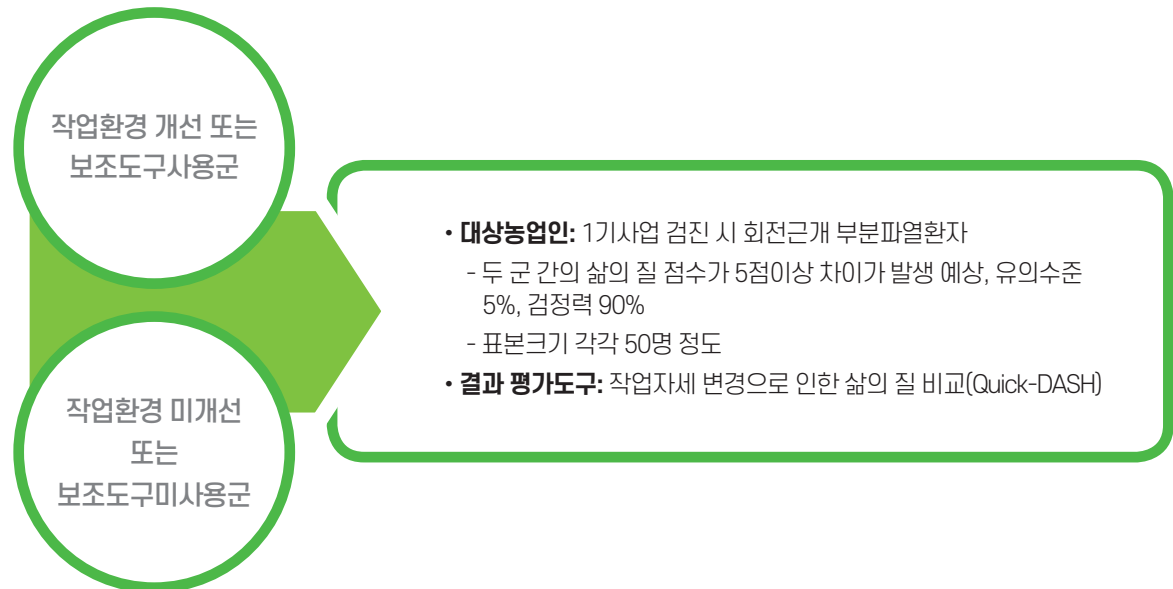 작업환경 개선 또는
보조도구사용군
작업환경 미개선
또는
보조도구미사용군
• 대상농업인: 1기사업 검진 시 회전근개 부분파열환자
- 두 군 간의 삶의 질 점수가 5점이상 차이가 발생 예상, 유의수준
5%, 검정력 90%
- 표본크기 각각 50명 정도
• 결과 평가도구: 작업자세 변경으로 인한 삶의 질 비교(Quick-DASH)